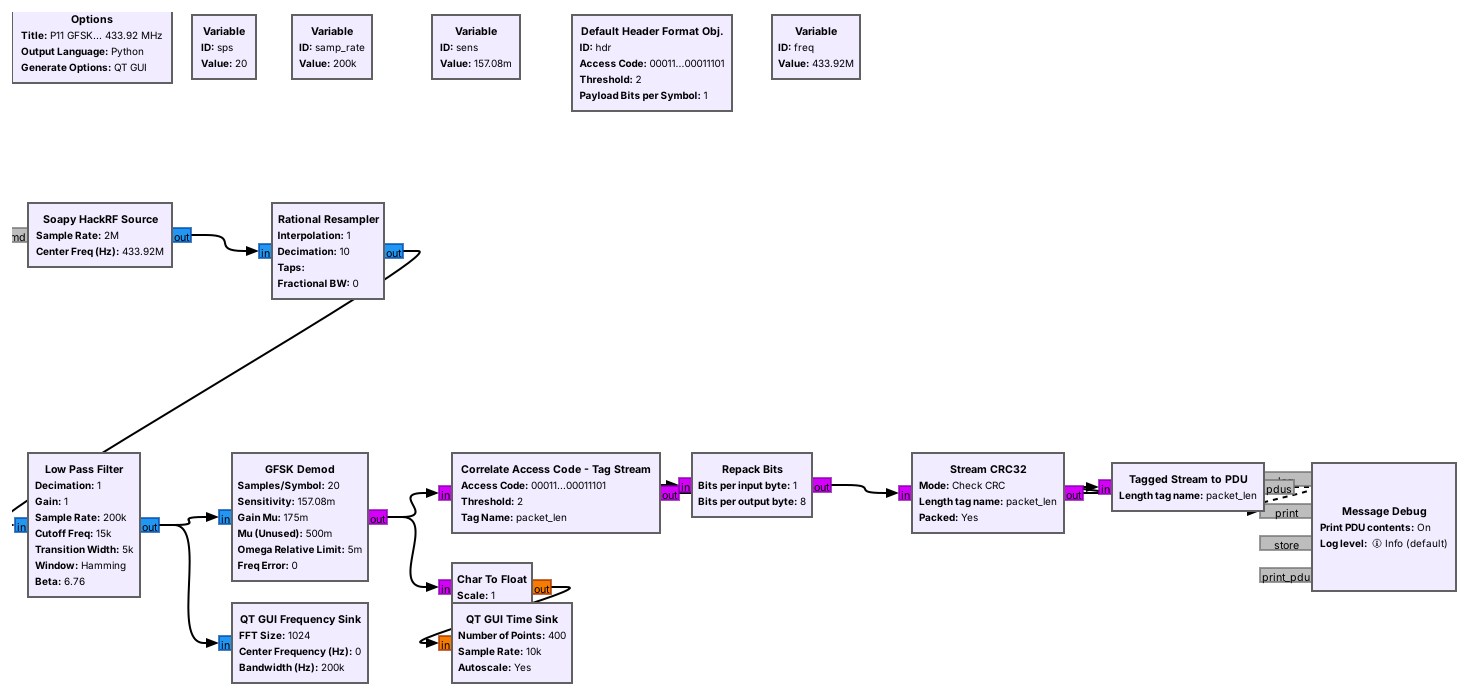 Options
Title: P11 GFSK... 433.92 MHz
Output Language: Python
Generate Options: QT GUI
Variable
ID: sps
Value: 20
Variable
ID: samp_rate
Value: 200k
Variable
ID: sens
Value: 157.08m
Default Header Format Obj.
ID: hdr
Access Code: 00011...00011101
Threshold: 2
Payload Bits per Symbol: 1
Variable
ID: freq
Value: 433.92M
md
Soapy HackRF Source
Sample Rate: 2M
Center Freq (Hz): 433.92M
out
in
Rational Resampler
Interpolation: 1
Decimation: 10
Taps:
Fractional BW: 0
out
in
Low Pass Filter
Decimation: 1
Gain: 1
Sample Rate: 200k
Cutoff Freq: 15k
Transition Width: 5k
Window: Hamming
Beta: 6.76
out
in
GFSK Demod
Samples/Symbol: 20
Sensitivity: 157.08m
Gain Mu: 175m
Mu (Unused): 500m
Omega Relative Limit: 5m
Freq Error: 0
out
in
Correlate Access Code - Tag Stream
Access Code: 00011...00011101
Threshold: 2
Tag Name: packet_len
out
in
Repack Bits
Bits per input byte: 1
Bits per output byte: 8
out
in
Stream CRC32
Mode: Check CRC
Length tag name: packet_len
Packed: Yes
out
in
Tagged Stream to PDU
Length tag name: packet_len
pdus
print
store
print_pdu
Message Debug
Print PDU contents: On
Log level: ⓘ Info (default)
in
Char To Float
Scale: 1
out
in
QT GUI Frequency Sink
FFT Size: 1024
Center Frequency (Hz): 0
Bandwidth (Hz): 200k
in
QT GUI Time Sink
Number of Points: 400
Sample Rate: 10k
Autoscale: Yes